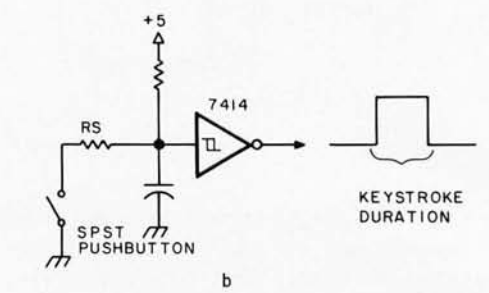 +5
7414
RS
SPST
PUSHBUTTON
KEYSTROKE
DURATION
b